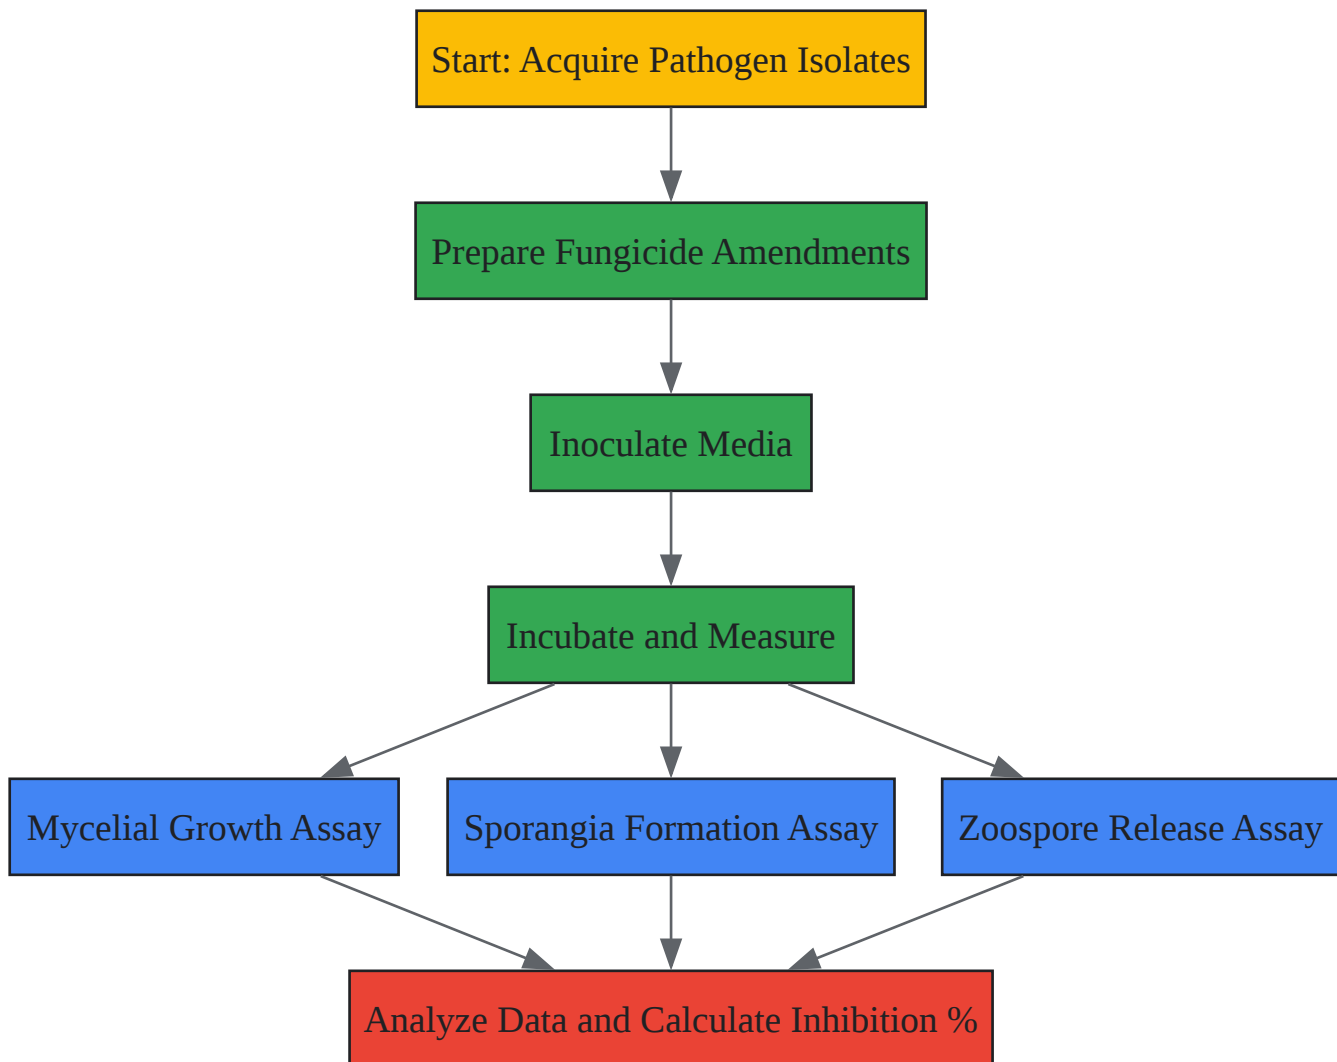 Start: Acquire Pathogen Isolates
Prepare Fungicide Amendments
Inoculate Media
Incubate and Measure
Mycelial Growth Assay
Sporangia Formation Assay
Zoospore Release Assay
Analyze Data and Calculate Inhibition %